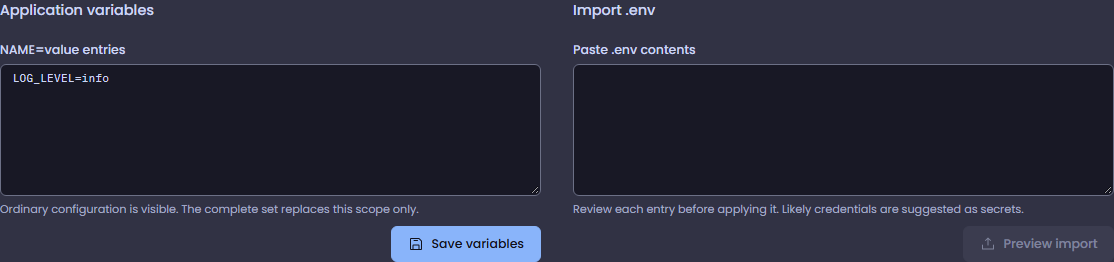 Application variables
NAME=value entries
LOG_LEVEL=info
Ordinary configuration is visible. The complete set replaces this scope only.
Save variables
Import .env
Paste .env contents
Review each entry before applying it. Likely credentials are suggested as secrets.
Preview import